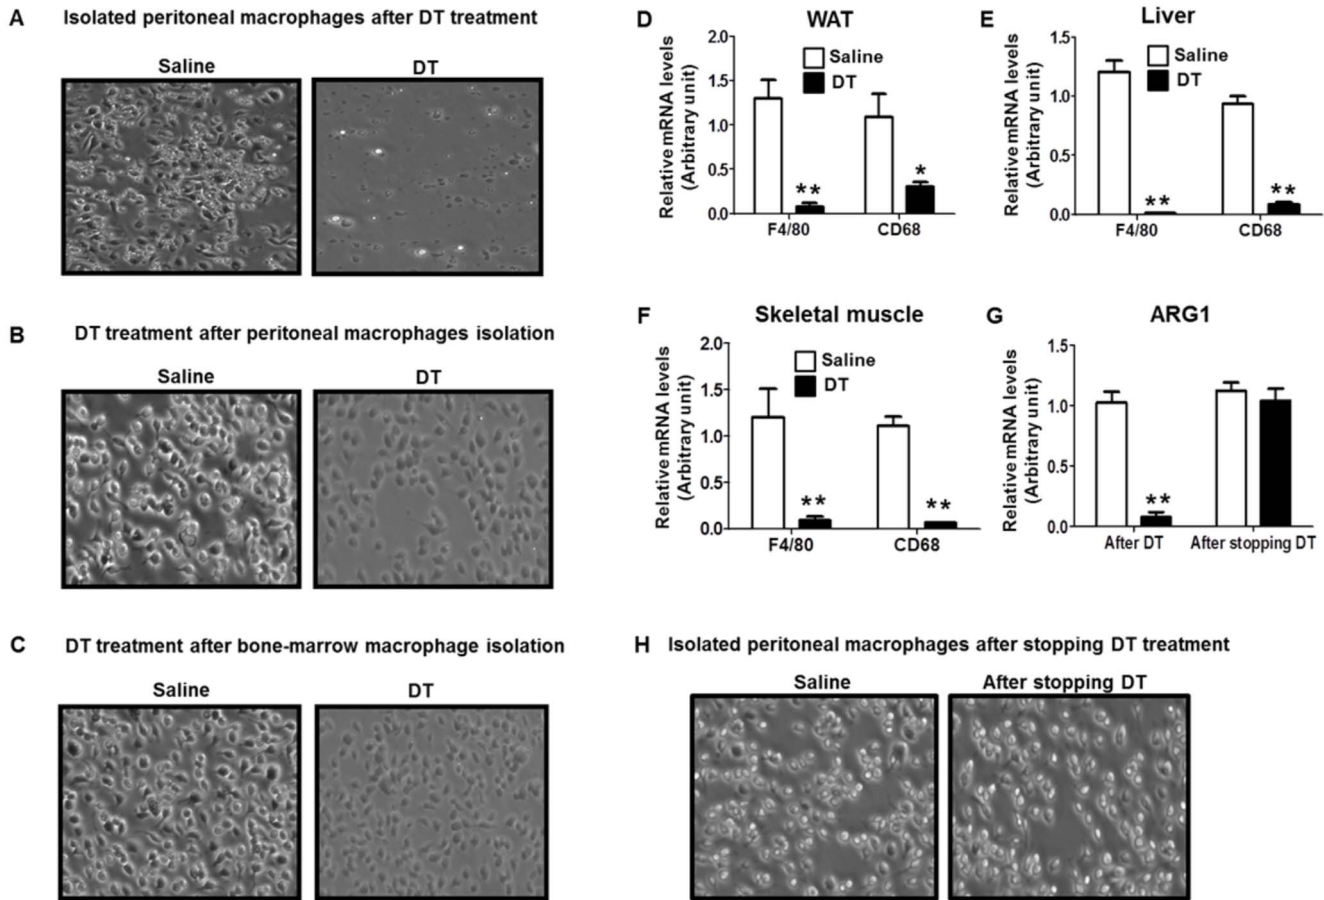 A Isolated peritoneal macrophages after DT treatment
Saline DT
B DT treatment after peritoneal macrophages isolation
Saline DT
C DT treatment after bone-marrow macrophage isolation
Saline DT
D WAT
Relative mRNA levels
(Arbitrary unit)
2.0
1.5
1.0
0.5
0.0
Saline
DT
**
*
F4/80 CD68
E Liver
Relative mRNA levels
(Arbitrary unit)
1.5
1.0
0.5
0.0
Saline
DT
**
**
F4/80 CD68
F Skeletal muscle
Relative mRNA levels
(Arbitrary unit)
2.0
1.5
1.0
0.5
0.0
Saline
DT
**
**
F4/80 CD68
G ARG1
Relative mRNA levels
(Arbitrary unit)
1.5
1.0
0.5
0.0
**
After DT After stopping DT
H Isolated peritoneal macrophages after stopping DT treatment
Saline After stopping DT